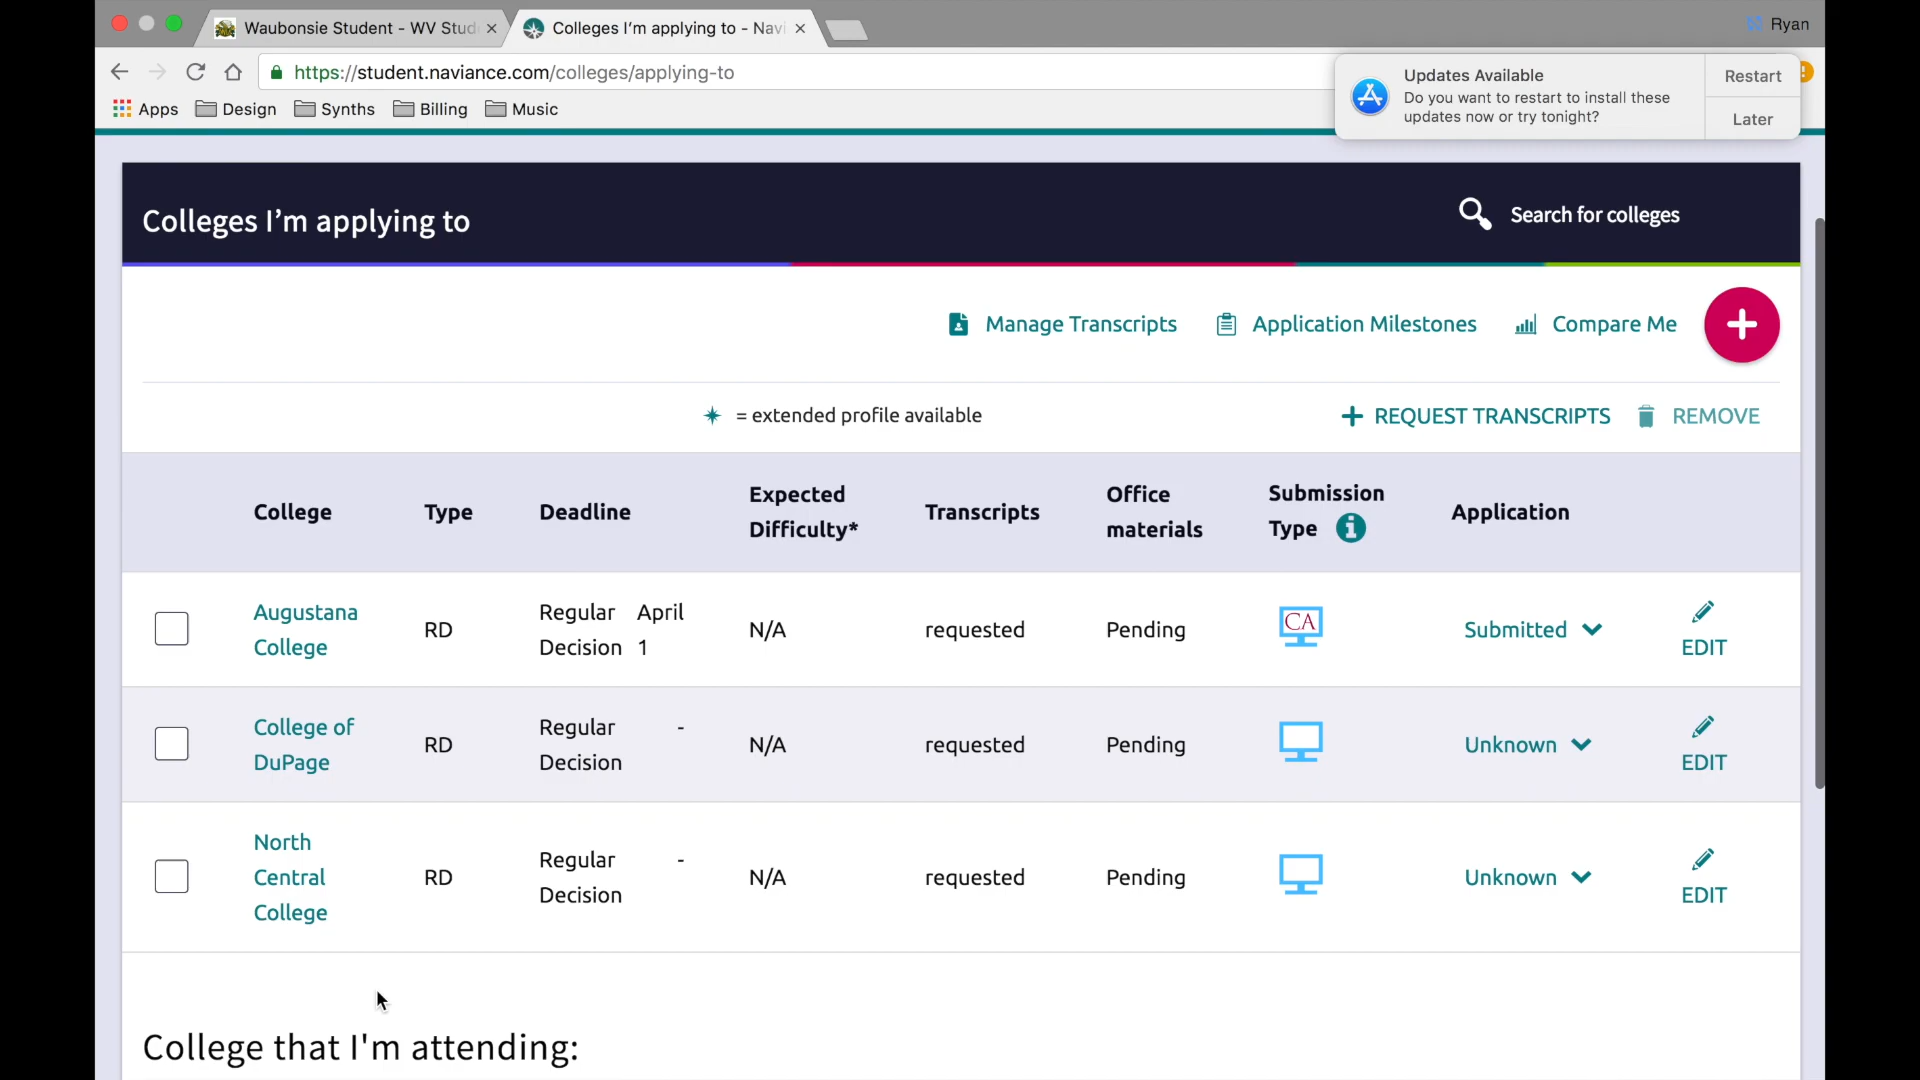 Waubonsie Student - WV Stud
Colleges I’m applying to - Navi
Ryan
https://student.naviance.com/colleges/applying-to
Updates Available
Do you want to restart to install these
updates now or try tonight?
Restart
Later
Apps
Design
Synths
Billing
Music
Colleges I’m applying to
Search for colleges
Manage Transcripts
Application Milestones
Compare Me
= extended profile available
REQUEST TRANSCRIPTS
REMOVE
College
Type
Deadline
Expected
Difficulty*
Transcripts
Office
materials
Submission
Type
Application
Augustana
College
RD
Regular
Decision
April
1
N/A
requested
Pending
CA
Submitted
EDIT
College of
DuPage
RD
Regular
Decision
-
N/A
requested
Pending
Unknown
EDIT
North
Central
College
RD
Regular
Decision
-
N/A
requested
Pending
Unknown
EDIT
College that I'm attending: